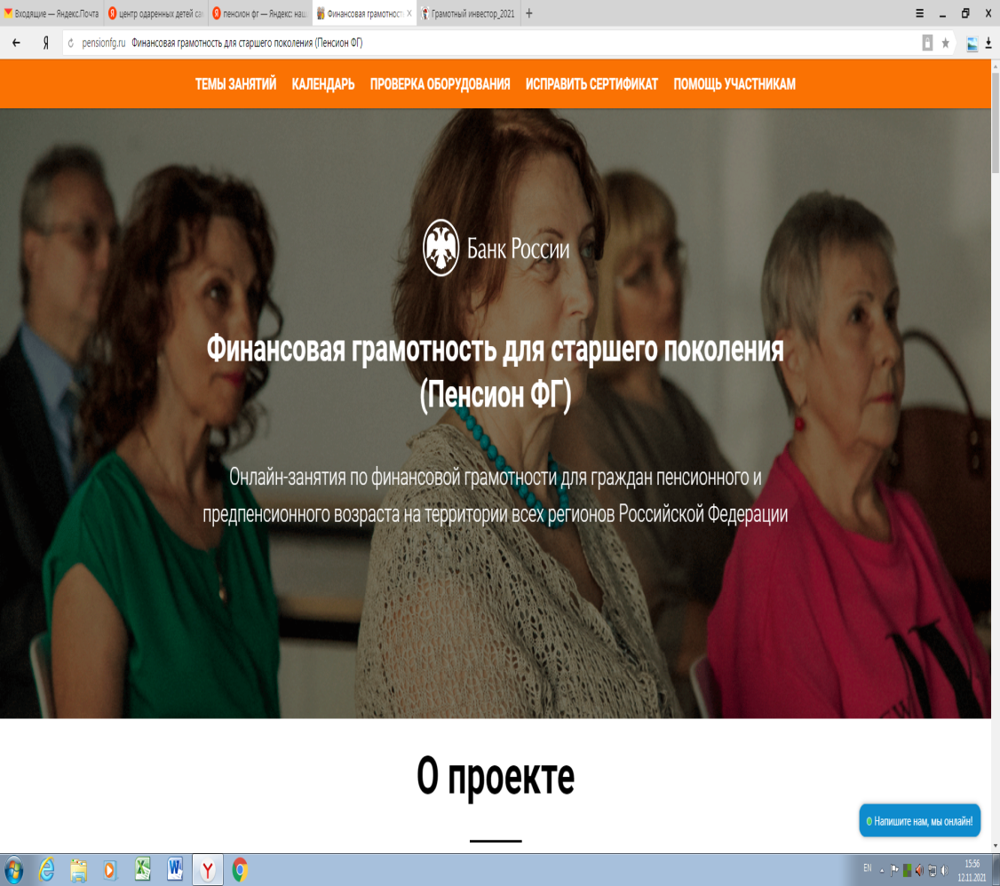 Входящие — Яндекс.Почта
центр одаренных детей са
пенсион фг — Яндекс: наш
Финансовая грамотност
Грамотный инвестор_2021
pensionfg.ru Финансовая грамотность для старшего поколения (Пенсион ФГ)
ТЕМЫ ЗАНЯТИЙ КАЛЕНДАРЬ ПРОВЕРКА ОБОРУДОВАНИЯ ИСПРАВИТЬ СЕРТИФИКАТ ПОМОЩЬ УЧАСТНИКАМ
Банк России
Финансовая грамотность для старшего поколения
(Пенсион ФГ)
Онлайн-занятия по финансовой грамотности для граждан пенсионного и
предпенсионного возраста на территории всех регионов Российской Федерации
О проекте
Напишите нам, мы онлайн!
EN
15:56
12.11.2021